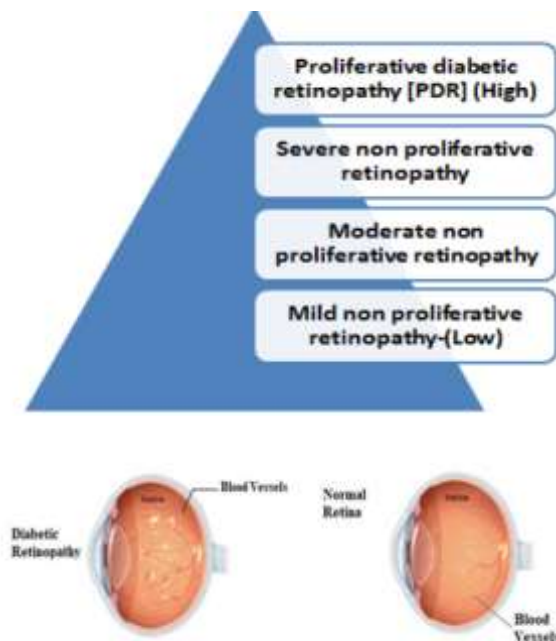 Proliferative diabetic
retinopathy [PDR] (High)
Severe non proliferative
retinopathy
Moderate non
proliferative retinopathy
Mild non proliferative
retinopathy-(Low)
Blood Vessels
Diabetic
Retinopathy
Normal
Retina
Blood
Vessels